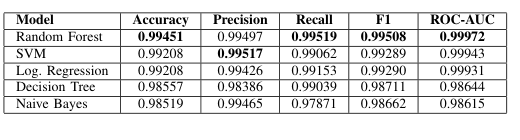 Model Accuracy Precision Recall F1 ROC-AUC
Random Forest 0.99451 0.99497 0.99519 0.99508 0.99972
SVM 0.99208 0.99517 0.99062 0.99289 0.99943
Log. Regression 0.99208 0.99426 0.99153 0.99290 0.99931
Decision Tree 0.98557 0.98386 0.99039 0.98711 0.98644
Naive Bayes 0.98519 0.99465 0.97871 0.98662 0.98615